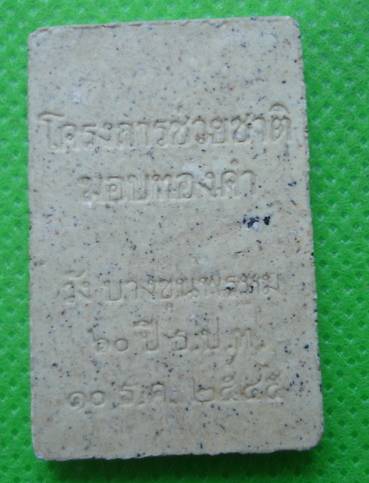 โครงการช่วยชาติ
มอบทองคำ
วัง บางขุนพรหม
๖๐ ปี ธ.ป.ท.
๑๐ ธ.ค. ๒๕๔๕